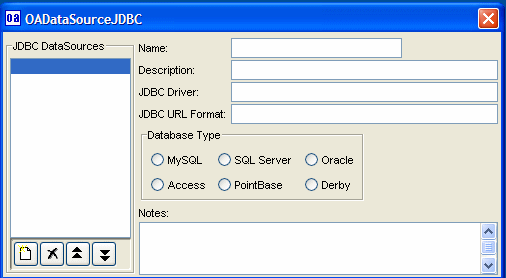 oa OADataSourceJDBC
JDBC DataSources
Name:
Description:
JDBC Driver:
JDBC URL Format:
Database Type
MySQL SQL Server Oracle
Access PointBase Derby
Notes: